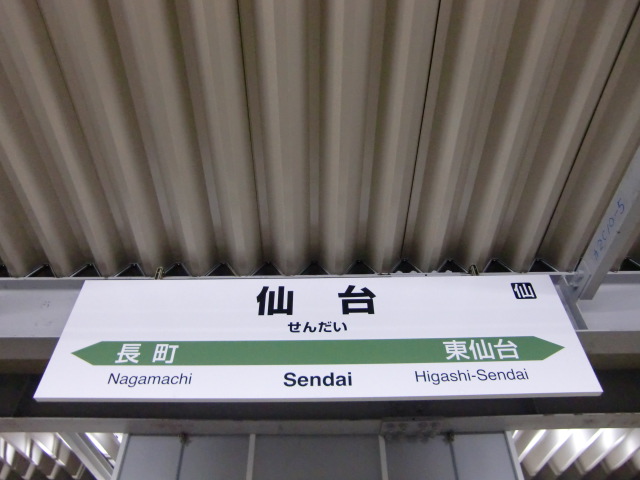 仙台
仙
せんだい
長町
東仙台
Nagamachi
Sendai
Higashi-Sendai